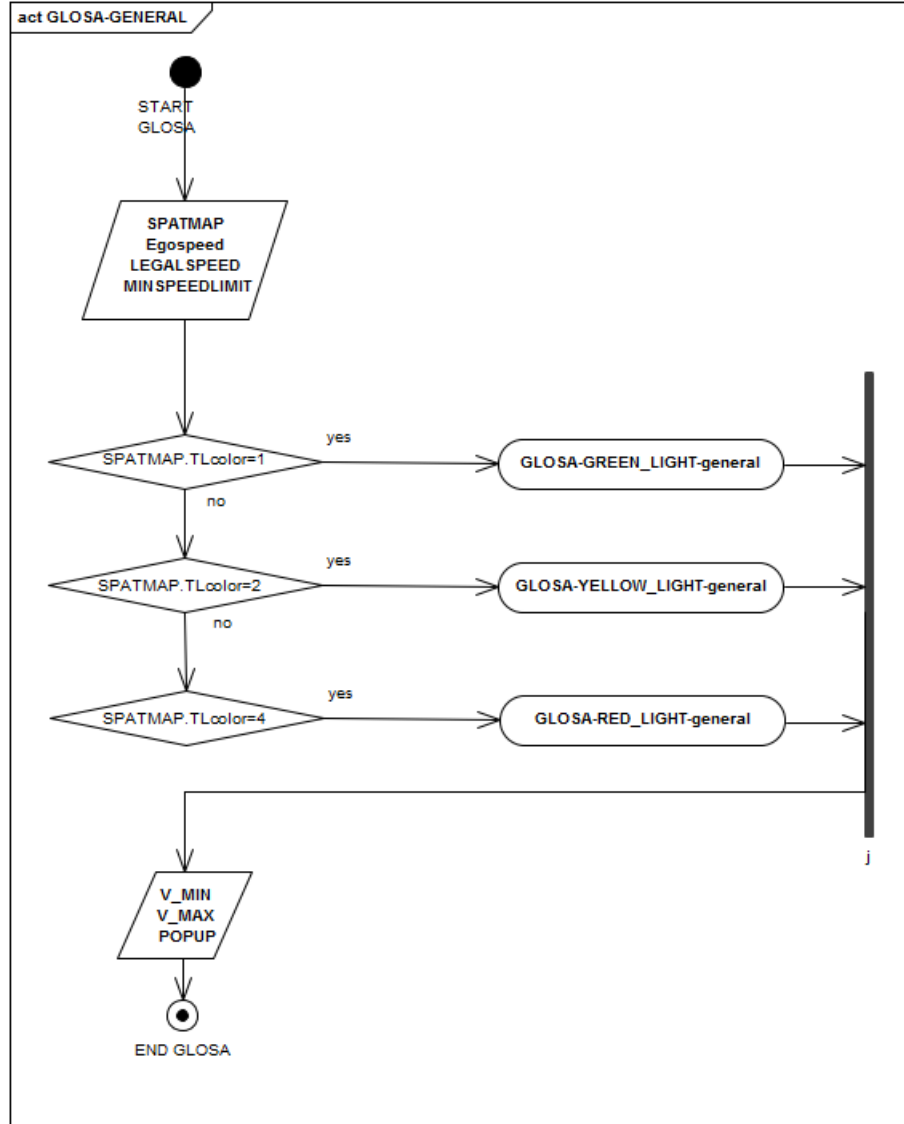 act GLOSA-GENERAL
START
GLOSA
SPATMAP
Egospeed
LEGALSPEED
MINSPEEDLIMIT
SPATMAP.TLcolor=1
yes
GLOSA-GREEN_LIGHT-general
no
SPATMAP.TLcolor=2
yes
GLOSA-YELLOW_LIGHT-general
no
SPATMAP.TLcolor=4
yes
GLOSA-RED_LIGHT-general
j
V_MIN
V_MAX
POPUP
END GLOSA